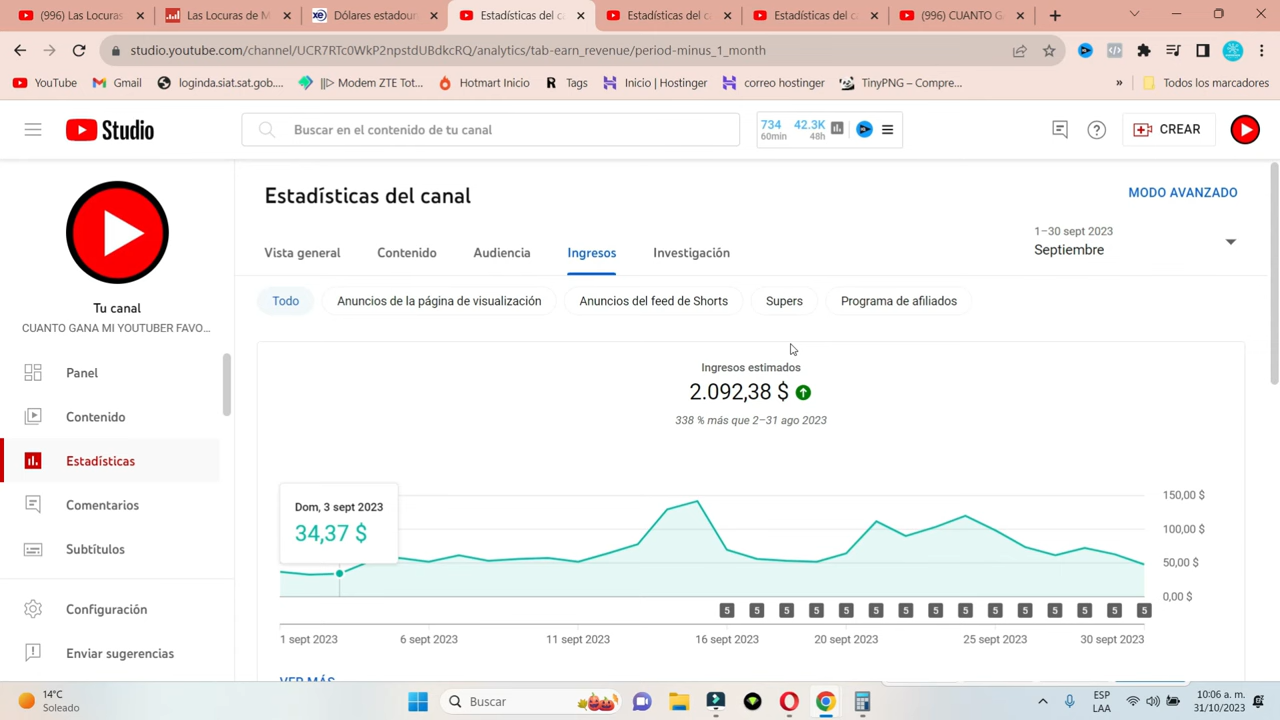 (996) Las Locuras
Las Locuras de M
Dólares estadour
Estadísticas del c
Estadísticas del c
Estadísticas del c
(996) CUANTO G
studio.youtube.com/channel/UCR7RTc0WkP2npstdUBdkcRQ/analytics/tab-earn_revenue/period-minus_1_month
YouTube
Gmail
loginda.siat.sat.gob....
||▷ Modem ZTE Tot...
Hotmart Inicio
R Tags
Inicio | Hostinger
correo hostinger
TinyPNG – Compre...
»
Todos los marcadores
Studio
Buscar en el contenido de tu canal
734 42.3K
60min 48h
CREAR
Estadísticas del canal
MODO AVANZADO
1–30 sept 2023
Septiembre
Vista general
Contenido
Audiencia
Ingresos
Investigación
Todo
Anuncios de la página de visualización
Anuncios del feed de Shorts
Supers
Programa de afiliados
Tu canal
CUANTO GANA MI YOUTUBER FAVO...
Panel
Contenido
Estadísticas
Comentarios
Subtítulos
Configuración
Enviar sugerencias
Ingresos estimados
2.092,38 $
338 % más que 2–31 ago 2023
Dom, 3 sept 2023
34,37 $
150,00 $
100,00 $
50,00 $
0,00 $
5 5 5 5 5 5 5 5 5 5 5 5 5 5 5
1 sept 2023
6 sept 2023
11 sept 2023
16 sept 2023
20 sept 2023
25 sept 2023
30 sept 2023
VER MÁS
14°C
Soleado
Buscar
ESP
LAA
10:06 a. m.
31/10/2023